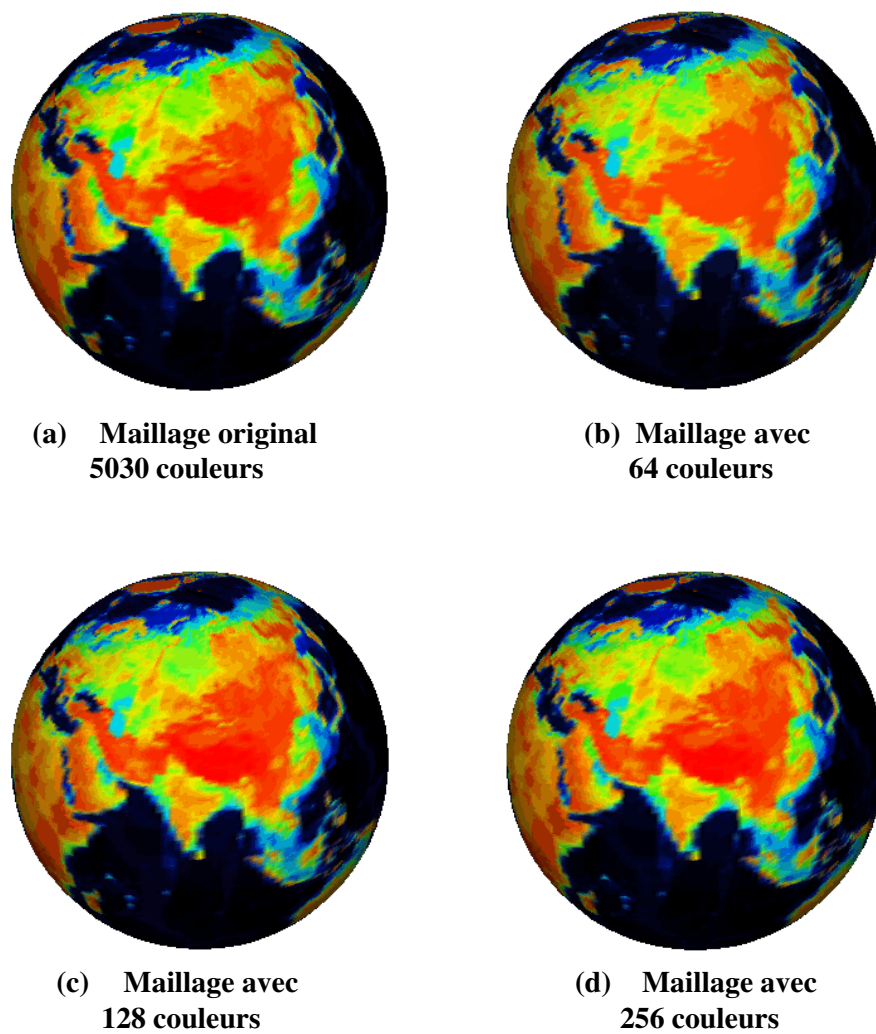 (a) Maillage original
5030 couleurs
(b) Maillage avec
64 couleurs
(c) Maillage avec
128 couleurs
(d) Maillage avec
256 couleurs